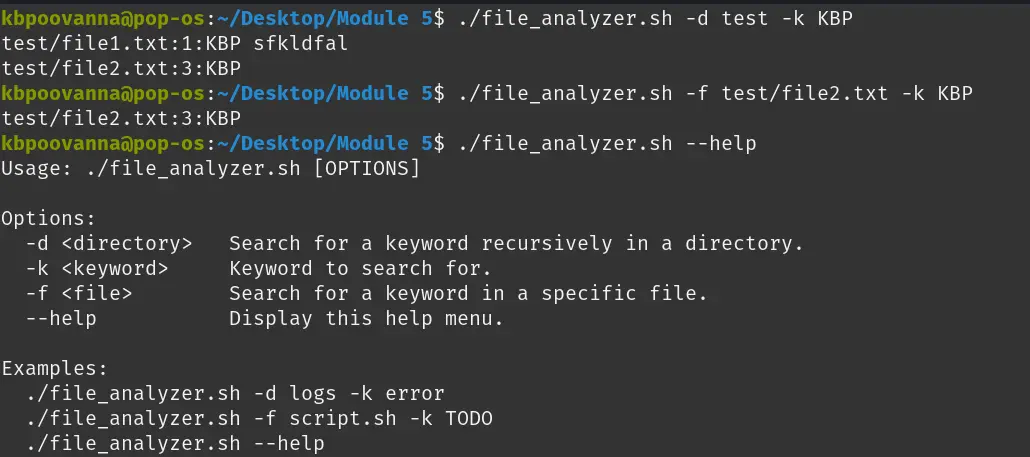 kbpoovanna@pop-os:~/Desktop/Module 5$ ./file_analyzer.sh -d test -k KBP
test/file1.txt:1:KBP sfkldfal
test/file2.txt:3:KBP
kbpoovanna@pop-os:~/Desktop/Module 5$ ./file_analyzer.sh -f test/file2.txt -k KBP
test/file2.txt:3:KBP
kbpoovanna@pop-os:~/Desktop/Module 5$ ./file_analyzer.sh --help
Usage: ./file_analyzer.sh [OPTIONS]

Options:
  -d <directory>   Search for a keyword recursively in a directory.
  -k <keyword>     Keyword to search for.
  -f <file>        Search for a keyword in a specific file.
  --help           Display this help menu.

Examples:
  ./file_analyzer.sh -d logs -k error
  ./file_analyzer.sh -f script.sh -k TODO
  ./file_analyzer.sh --help